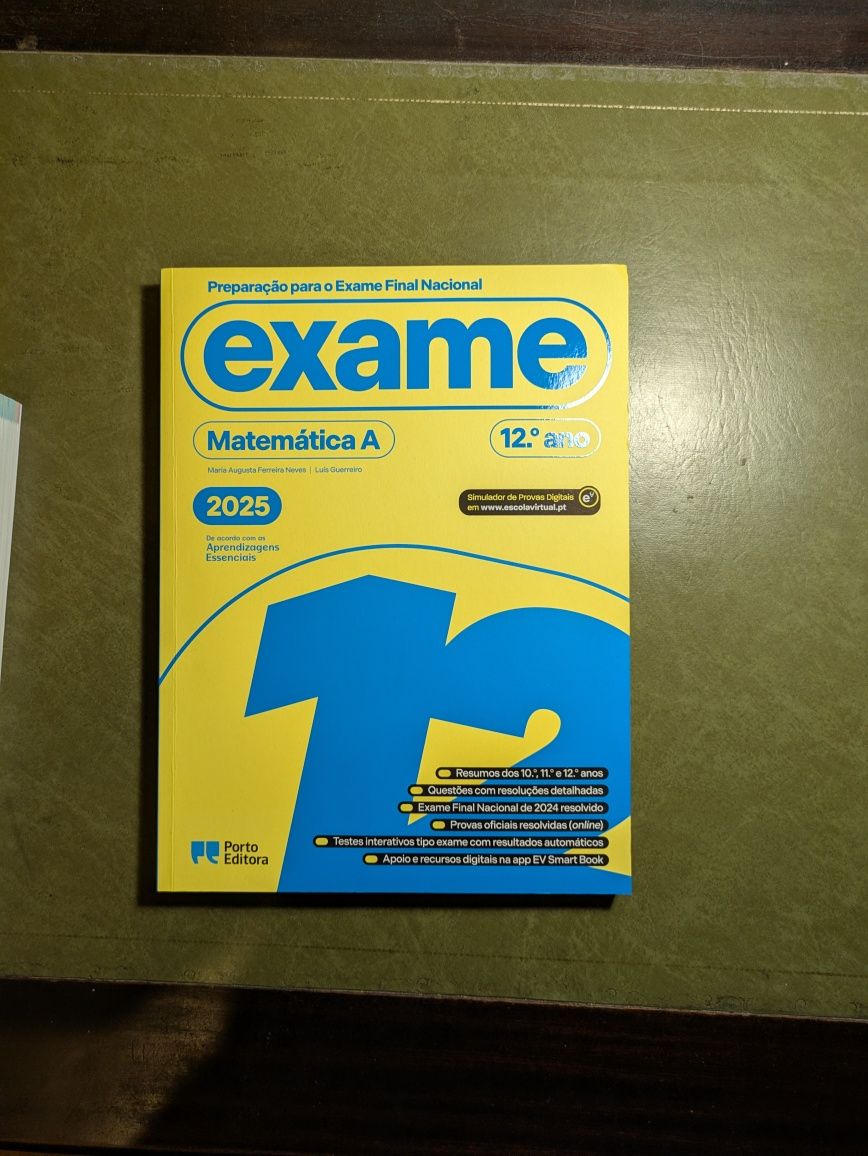 Preparação para o Exame Final Nacional
exame
Matemática A
12.º ano
Maria Augusta Ferreira Neves | Luís Guerreiro
2025
Simulador de Provas Digitais
em www.escolavirtual.pt
ev
De acordo com as
Aprendizagens
Essenciais
12
Resumos dos 10.º, 11.º e 12.º anos
Questões com resoluções detalhadas
Exame Final Nacional de 2024 resolvido
Provas oficiais resolvidas (online)
Testes interativos tipo exame com resultados automáticos
Apoio e recursos digitais na app EV Smart Book
Porto
Editora